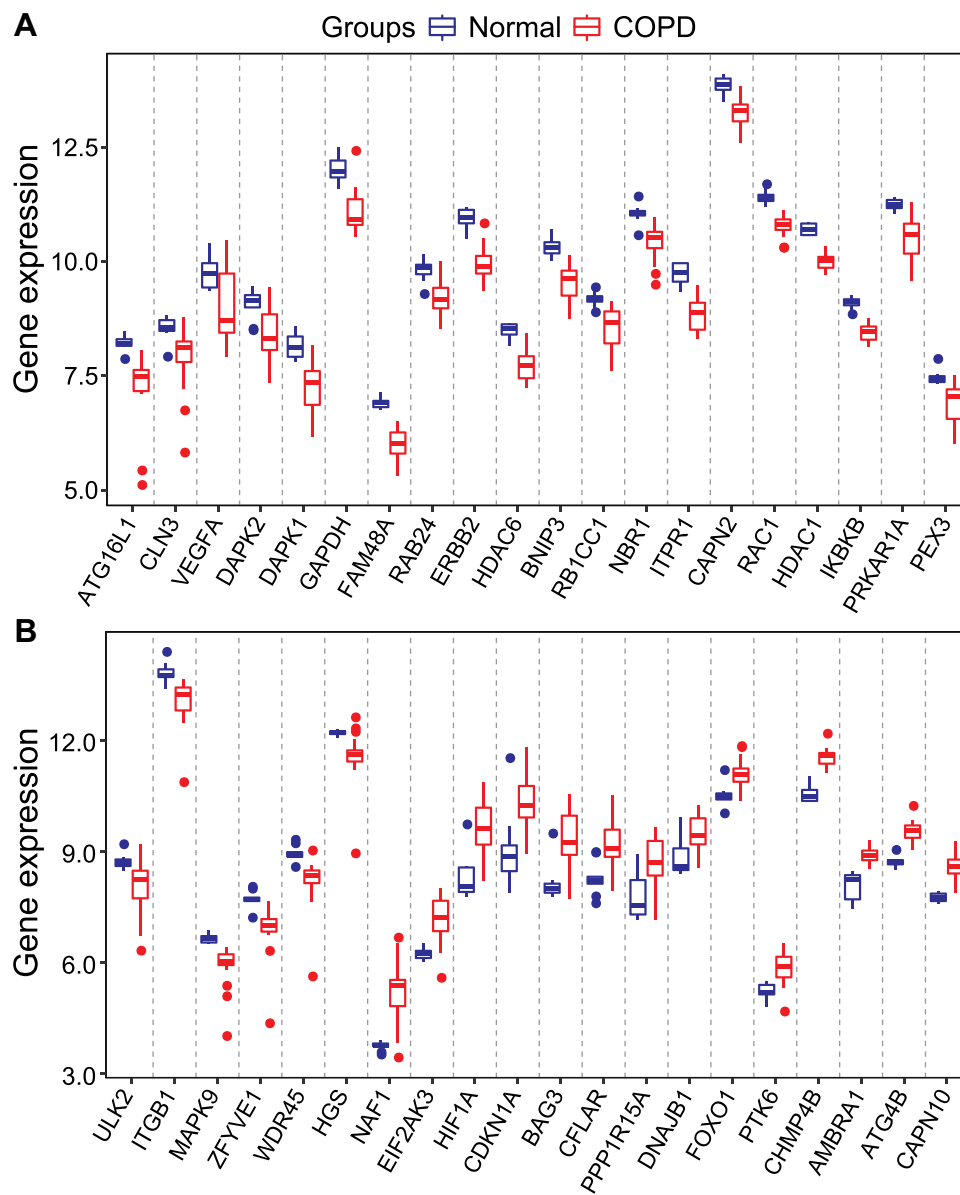 A
Groups Normal COPD
Gene expression
12.5
10.0
7.5
5.0
ATG16L1
CLN3
VEGFA
DAPK2
DAPK1
GAPDH
FAM48A
RAB24
ERBB2
HDAC6
BNIP3
RB1CC1
NBR1
ITPR1
CAPN2
RAC1
HDAC1
IKBKB
PRKAR1A
PEX3
B
Gene expression
12.0
9.0
6.0
3.0
ULK2
ITGB1
MAPK9
ZFYVE1
WDR45
HGS
NAF1
EIF2AK3
HIF1A
CDKN1A
BAG3
CFLAR
PPP1R15A
DNAJB1
FOXO1
PTK6
CHMP4B
AMBRA1
ATG4B
CAPN10